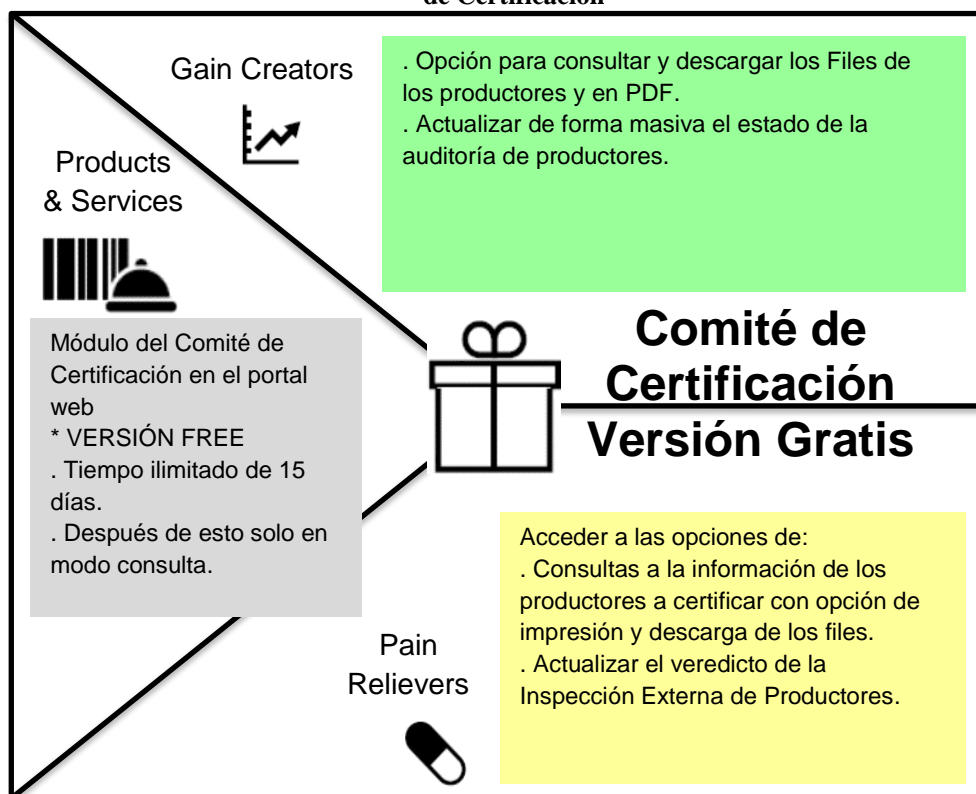 de Certificación
Gain Creators
. Opción para consultar y descargar los Files de
los productores y en PDF.
. Actualizar de forma masiva el estado de la
auditoría de productores.
Products
& Services
Módulo del Comité de
Certificación en el portal
web
* VERSIÓN FREE
. Tiempo ilimitado de 15
días.
. Después de esto solo en
modo consulta.
Comité de
Certificación
Versión Gratis
Pain
Relievers
Acceder a las opciones de:
. Consultas a la información de los
productores a certificar con opción de
impresión y descarga de los files.
. Actualizar el veredicto de la
Inspección Externa de Productores.